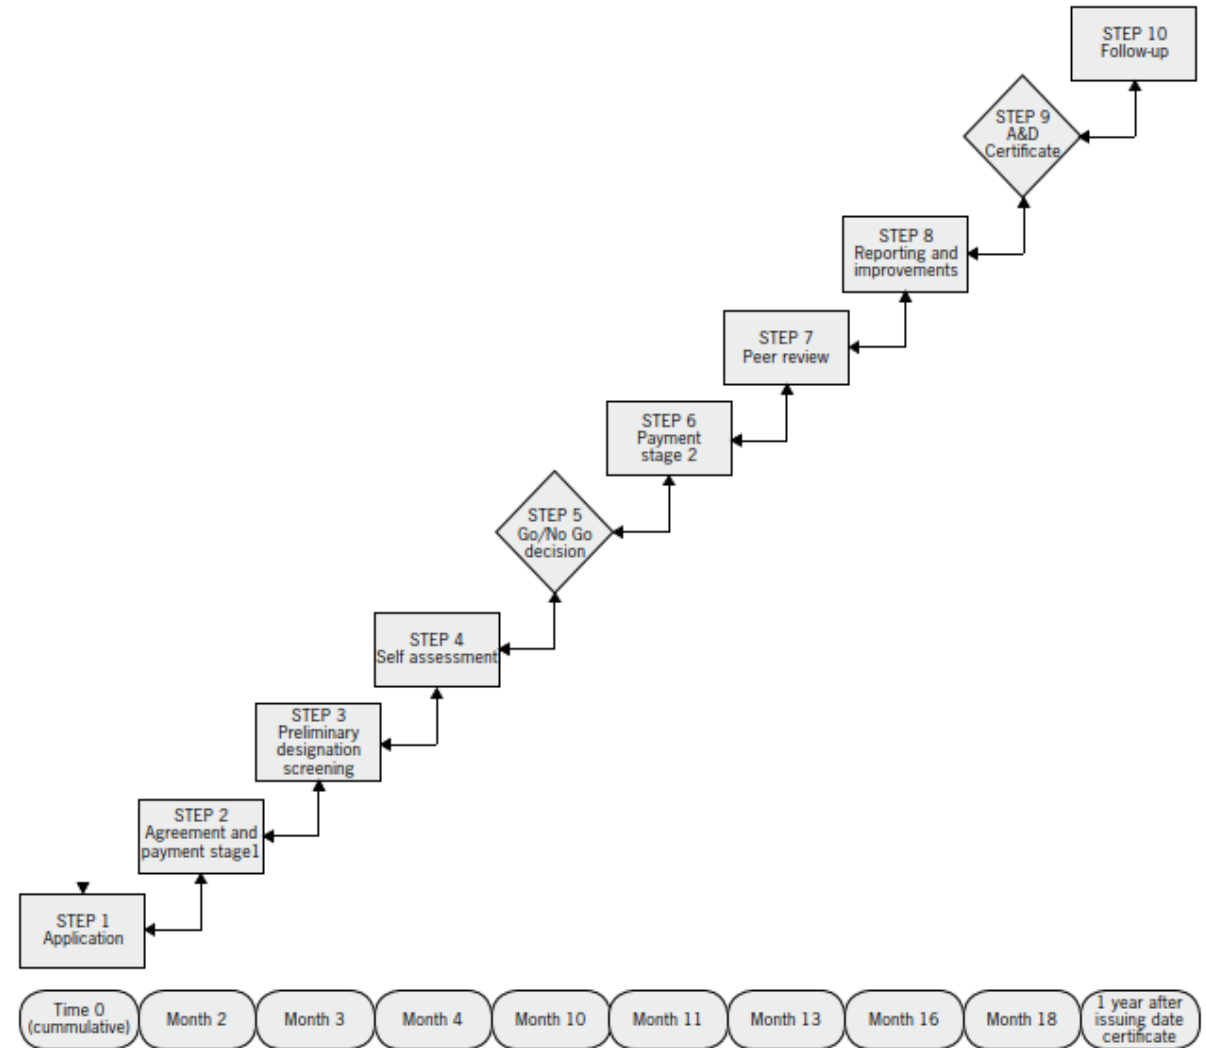 STEP 10
Follow-up
STEP 9
A&D
Certificate
STEP 8
Reporting and
improvements
STEP 7
Peer review
STEP 6
Payment
stage 2
STEP 5
Go/No Go
decision
STEP 4
Self assessment
STEP 3
Preliminary
designation
screening
STEP 2
Agreement and
payment stage1
STEP 1
Application
Time 0
(cummulative)
Month 2
Month 3
Month 4
Month 10
Month 11
Month 13
Month 16
Month 18
1 year after
issuing date
certificate